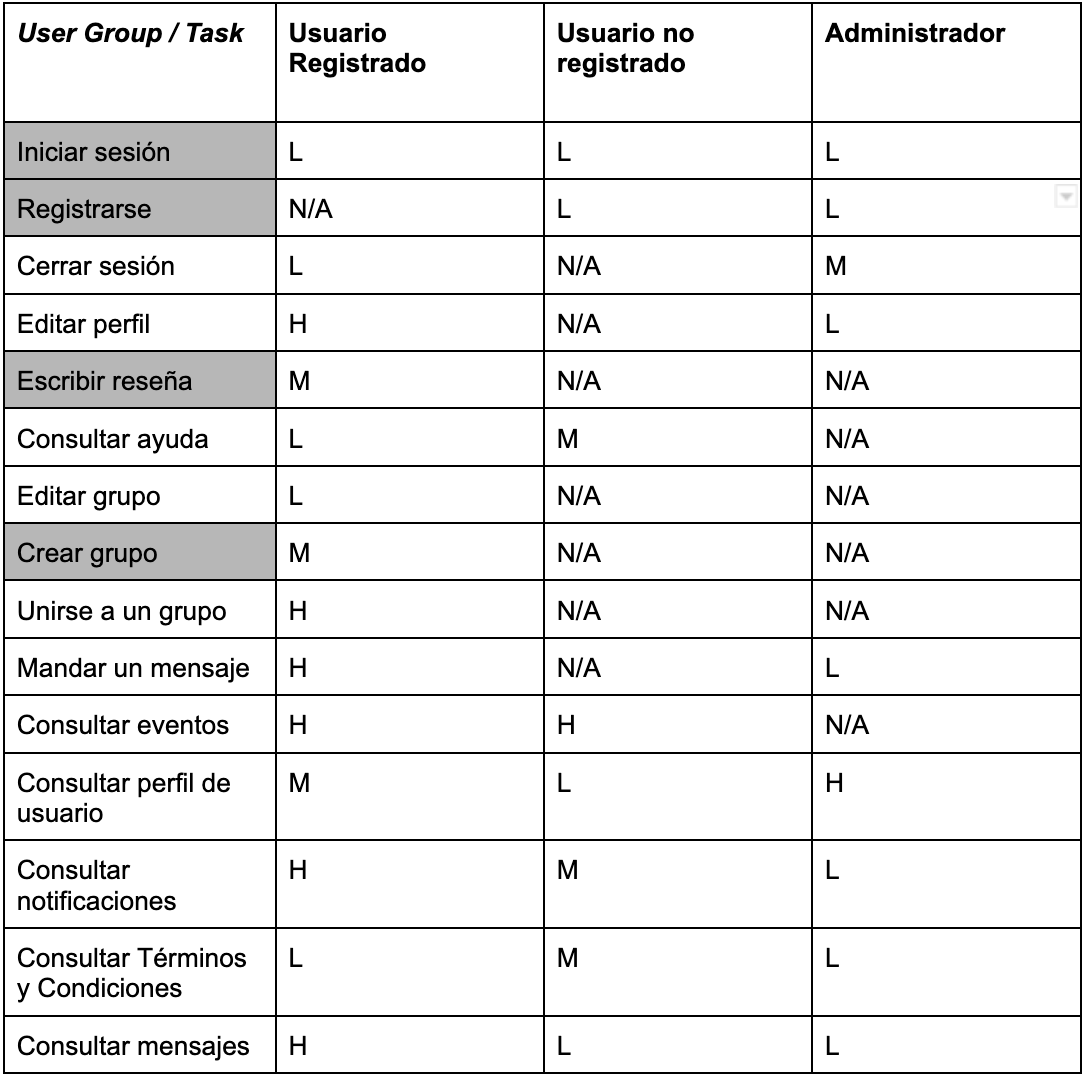 User Group / Task
Usuario
Registrado
Usuario no
registrado
Administrador
Iniciar sesión
L
L
L
Registrarse
N/A
L
L
Cerrar sesión
L
N/A
M
Editar perfil
H
N/A
L
Escribir reseña
M
N/A
N/A
Consultar ayuda
L
M
N/A
Editar grupo
L
N/A
N/A
Crear grupo
M
N/A
N/A
Unirse a un grupo
H
N/A
N/A
Mandar un mensaje
H
N/A
L
Consultar eventos
H
H
N/A
Consultar perfil de
usuario
M
L
H
Consultar
notificaciones
H
M
L
Consultar Términos
y Condiciones
L
M
L
Consultar mensajes
H
L
L